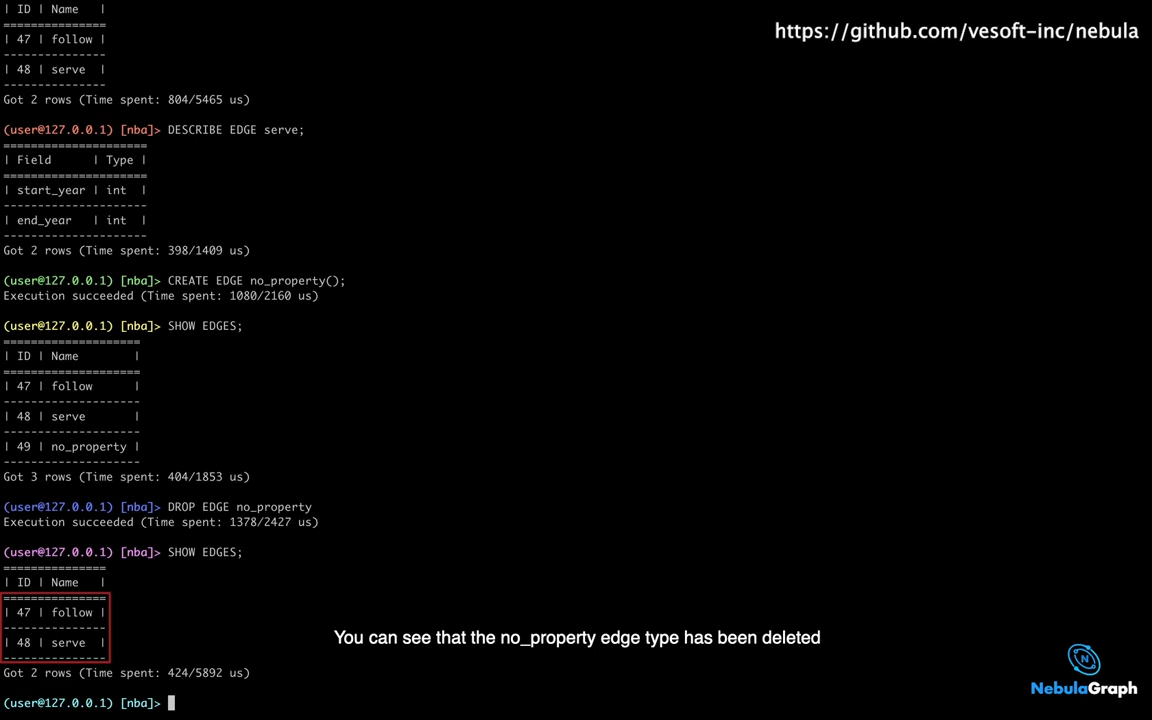 | ID | Name   |
===============
| 47 | follow |
---------------
| 48 | serve  |
---------------
Got 2 rows (Time spent: 804/5465 us)
https://github.com/vesoft-inc/nebula
(user@127.0.0.1) [nba]> DESCRIBE EDGE serve;
=====================
| Field      | Type |
=====================
| start_year | int  |
---------------------
| end_year   | int  |
---------------------
Got 2 rows (Time spent: 398/1409 us)
(user@127.0.0.1) [nba]> CREATE EDGE no_property();
Execution succeeded (Time spent: 1080/2160 us)
(user@127.0.0.1) [nba]> SHOW EDGES;
====================
| ID | Name        |
====================
| 47 | follow      |
--------------------
| 48 | serve       |
--------------------
| 49 | no_property |
--------------------
Got 3 rows (Time spent: 404/1853 us)
(user@127.0.0.1) [nba]> DROP EDGE no_property
Execution succeeded (Time spent: 1378/2427 us)
(user@127.0.0.1) [nba]> SHOW EDGES;
===============
| ID | Name   |
===============
| 47 | follow |
---------------
| 48 | serve  |
---------------
Got 2 rows (Time spent: 424/5892 us)
(user@127.0.0.1) [nba]>
You can see that the no_property edge type has been deleted
N
NebulaGraph